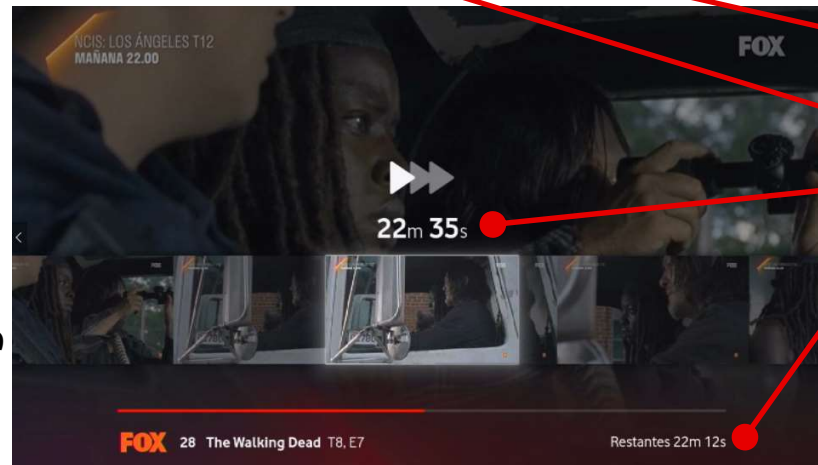 NCIS: LOS ÁNGELES T12
MAÑANA 22.00
FOX
22m 35s
FOX 28 The Walking Dead T8, E7 Restantes 22m 12s